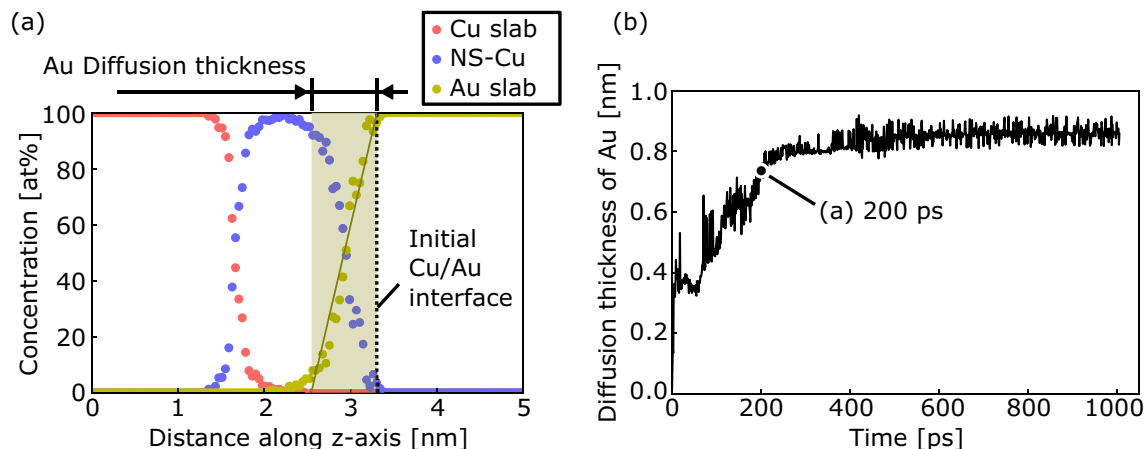 (a)
Au Diffusion thickness
Cu slab
NS-Cu
Au slab
Concentration [at%]
100
80
60
40
20
0
Initial
Cu/Au
interface
0 1 2 3 4 5
Distance along z-axis [nm]
(b)
Diffusion thickness of Au [nm]
1.0
0.8
0.6
0.4
0.2
0.0
(a) 200 ps
0 200 400 600 800 1000
Time [ps]